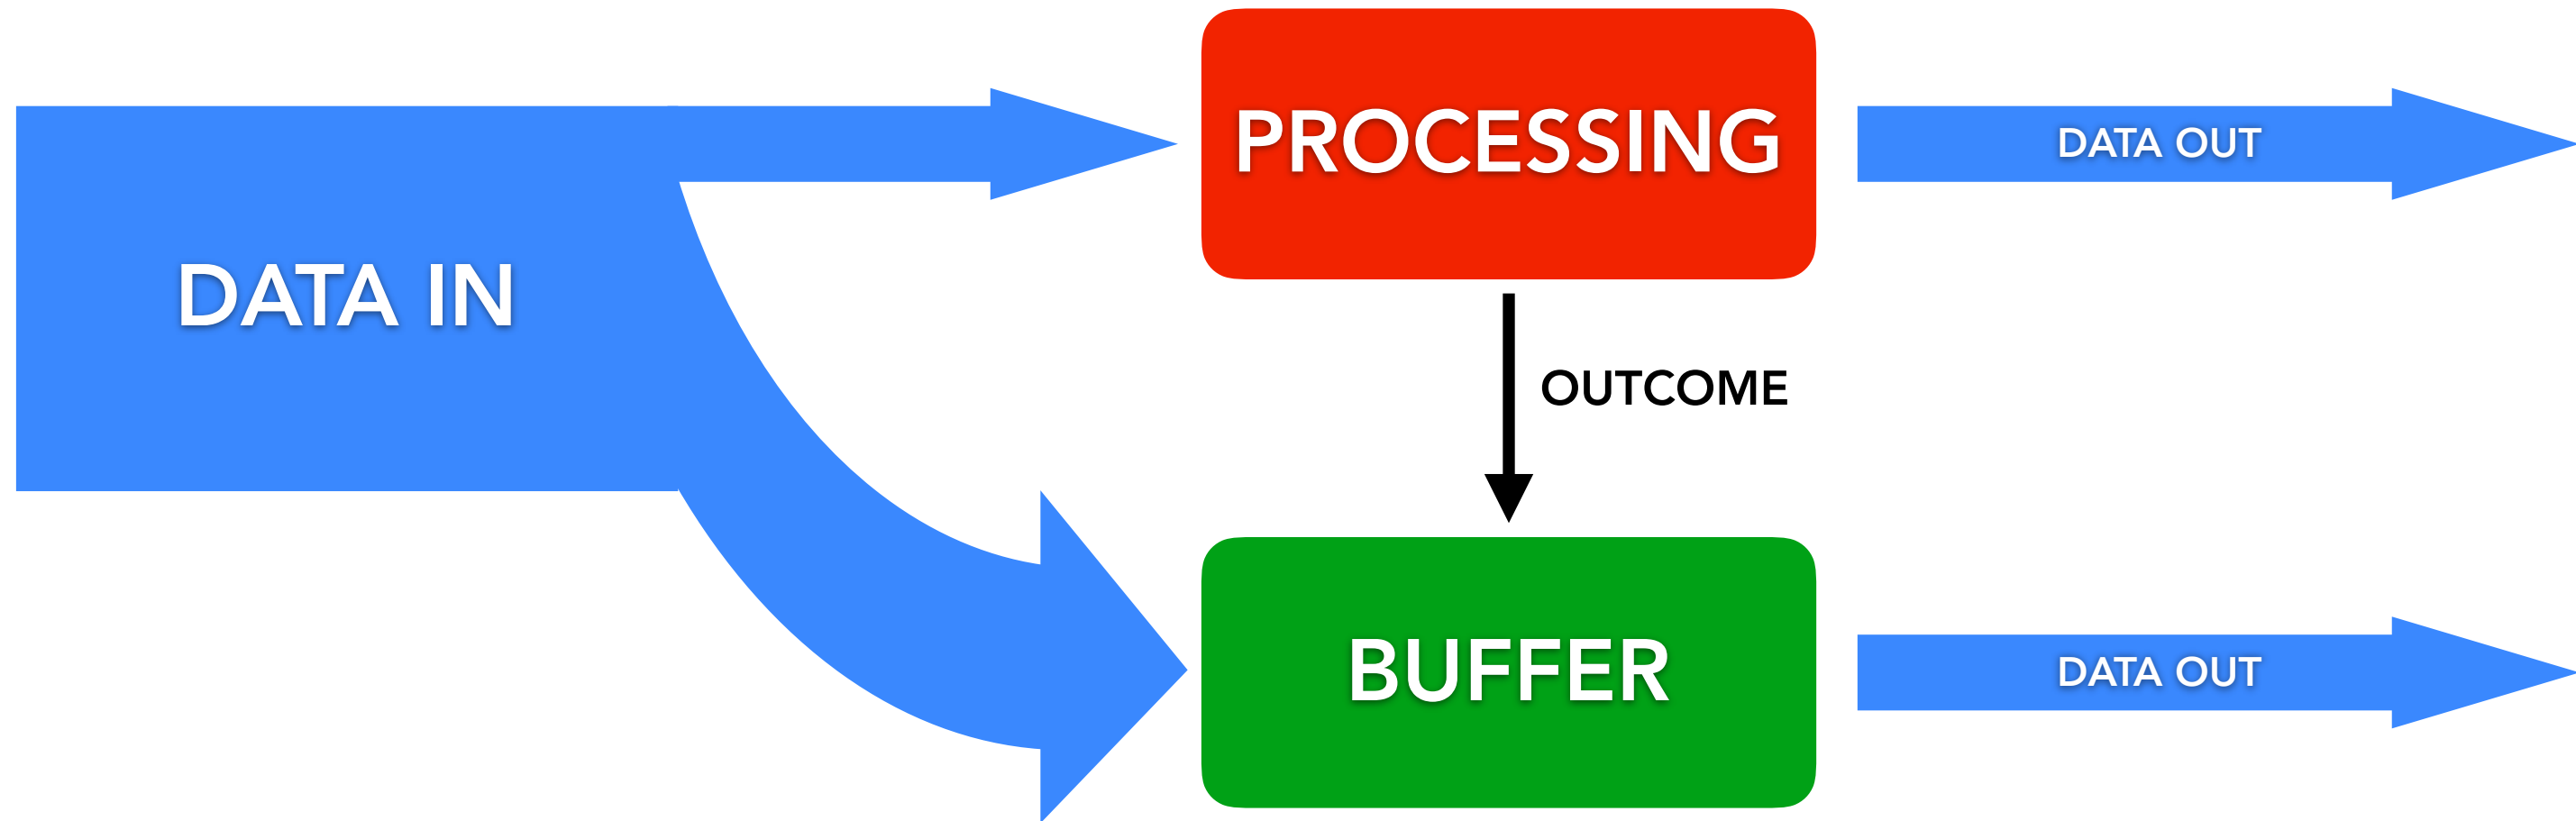 PROCESSING
DATA OUT
DATA IN
OUTCOME
BUFFER
DATA OUT